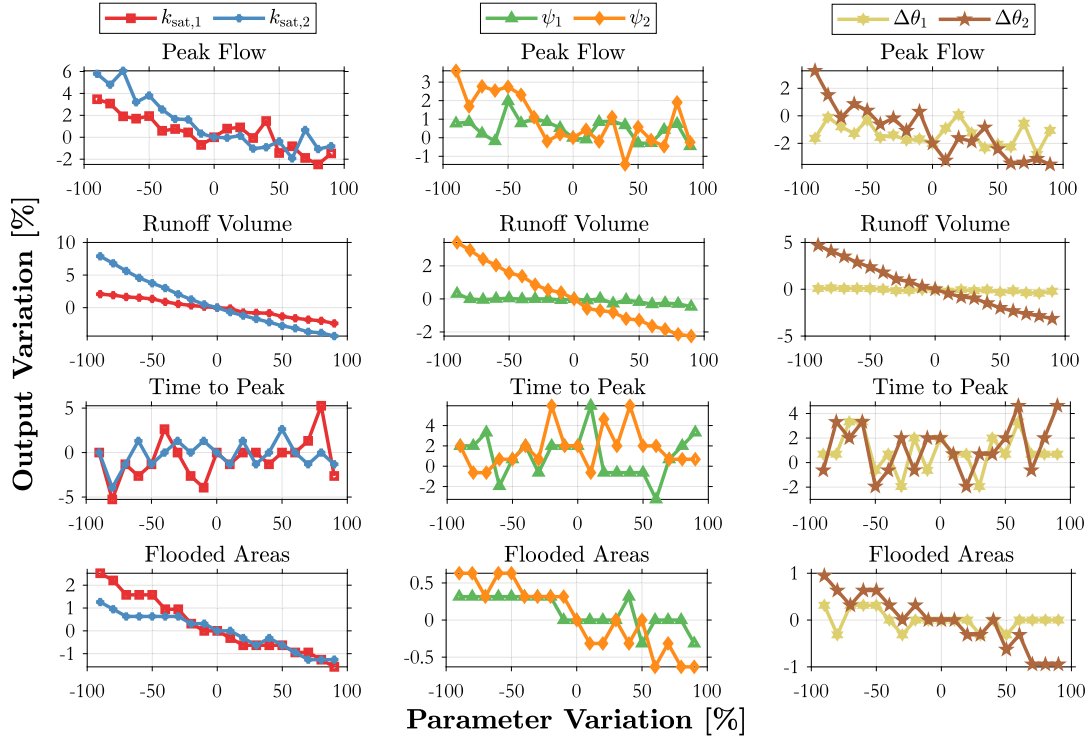 k_sat,1 k_sat,2
ψ_1 ψ_2
Δθ_1 Δθ_2
Peak Flow
6
4
2
0
-2
-100 -50 0 50 100
Peak Flow
3
2
1
0
-1
-100 -50 0 50 100
Peak Flow
2
0
-2
-100 -50 0 50 100
Runoff Volume
10
5
0
-100 -50 0 50 100
Runoff Volume
2
0
-2
-100 -50 0 50 100
Runoff Volume
5
0
-5
-100 -50 0 50 100
Time to Peak
5
0
-5
-100 -50 0 50 100
Time to Peak
4
2
0
-2
-100 -50 0 50 100
Time to Peak
4
2
0
-2
-100 -50 0 50 100
Flooded Areas
2
1
0
-1
-100 -50 0 50 100
Flooded Areas
0.5
0
-0.5
-100 -50 0 50 100
Flooded Areas
1
0
-1
-100 -50 0 50 100
Output Variation [%]
Parameter Variation [%]